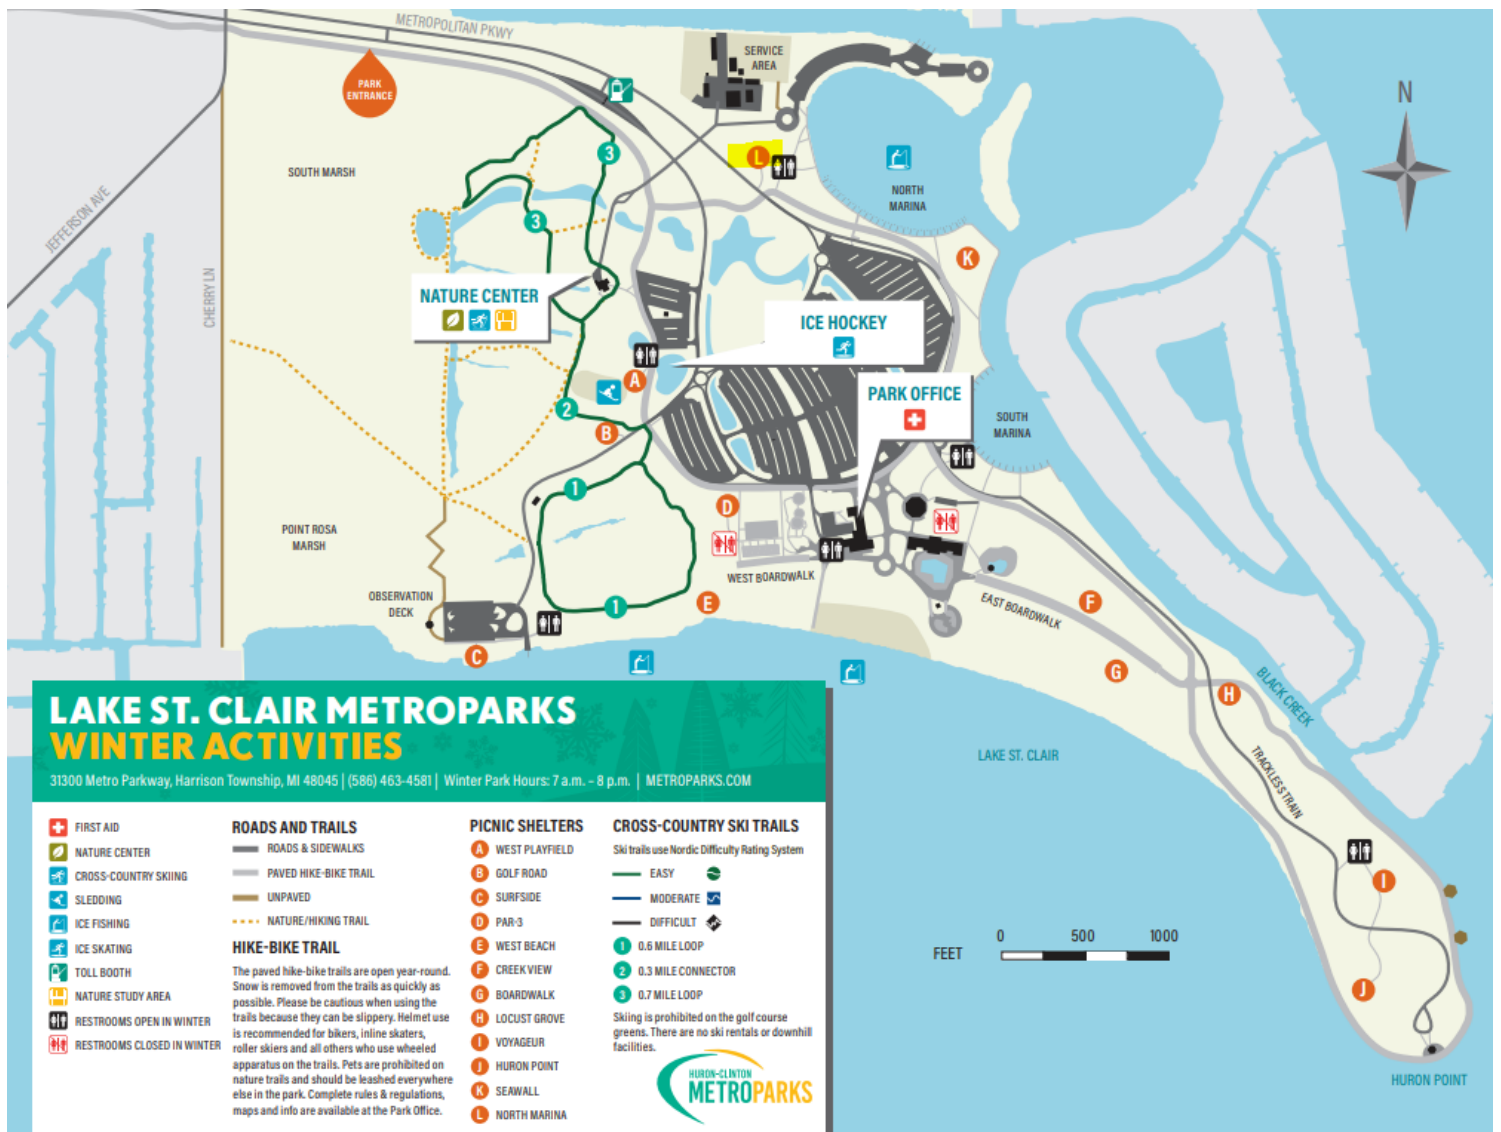 METROPOLITAN PKWY
PARK
ENTRANCE
SERVICE
AREA
L
3
SOUTH MARSH
NORTH
MARINA
N
JEFFERSON AVE
3
K
CHERRY LN
NATURE CENTER
ICE HOCKEY
A
PARK OFFICE
2
B
SOUTH
MARINA
1
D
POINT ROSA
MARSH
WEST BOARDWALK
OBSERVATION
DECK
1
E
EAST BOARDWALK
F
C
G
H
BLACK CREEK
LAKE ST. CLAIR
TRACKLESS TRAIN
I
J
HURON POINT
FEET
0 500 1000
LAKE ST. CLAIR METROPARKS
WINTER ACTIVITIES
31300 Metro Parkway, Harrison Township, MI 48045 | (586) 463-4581 | Winter Park Hours: 7 a.m. – 8 p.m. | METROPARKS.COM
FIRST AID
NATURE CENTER
CROSS-COUNTRY SKIING
SLEDDING
ICE FISHING
ICE SKATING
TOLL BOOTH
NATURE STUDY AREA
RESTROOMS OPEN IN WINTER
RESTROOMS CLOSED IN WINTER
ROADS AND TRAILS
ROADS & SIDEWALKS
PAVED HIKE-BIKE TRAIL
UNPAVED
NATURE/HIKING TRAIL
HIKE-BIKE TRAIL
The paved hike-bike trails are open year-round.
Snow is removed from the trails as quickly as
possible. Please be cautious when using the
trails because they can be slippery. Helmet use
is recommended for bikers, inline skaters,
roller skiers and all others who use wheeled
apparatus on the trails. Pets are prohibited on
nature trails and should be leashed everywhere
else in the park. Complete rules & regulations,
maps and info are available at the Park Office.
PICNIC SHELTERS
A WEST PLAYFIELD
B GOLF ROAD
C SURFSIDE
D PAR-3
E WEST BEACH
F CREEK VIEW
G BOARDWALK
H LOCUST GROVE
I VOYAGEUR
J HURON POINT
K SEAWALL
L NORTH MARINA
CROSS-COUNTRY SKI TRAILS
Ski trails use Nordic Difficulty Rating System
EASY
MODERATE
DIFFICULT
1 0.6 MILE LOOP
2 0.3 MILE CONNECTOR
3 0.7 MILE LOOP
Skiing is prohibited on the golf course
greens. There are no ski rentals or downhill
facilities.
HURON-CLINTON
METROPARKS